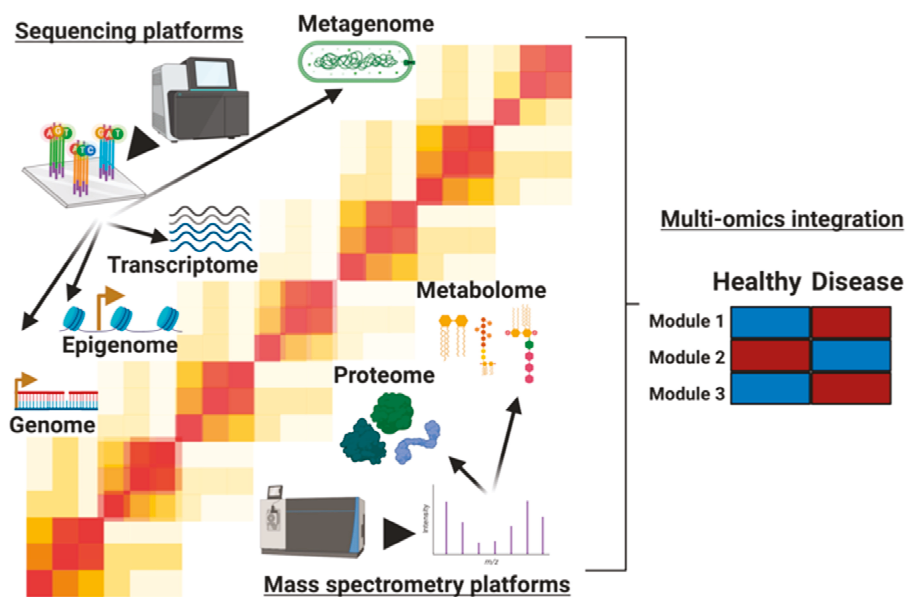 Sequencing platforms
Metagenome
A G T
G A T
A T C
Transcriptome
Epigenome
Genome
Metabolome
Proteome
Intensity
m/z
Mass spectrometry platforms
Multi-omics integration
Healthy Disease
Module 1
Module 2
Module 3